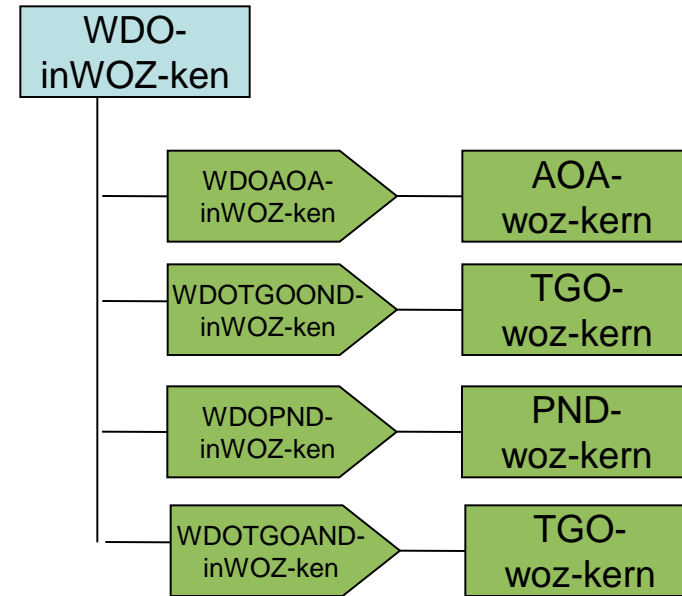 WDO-
inWOZ-ken
WDOAOA-
inWOZ-ken
AOA-
woz-kern
WDOTGOOND-
inWOZ-ken
TGO-
woz-kern
WDOPND-
inWOZ-ken
PND-
woz-kern
WDOTGOAND-
inWOZ-ken
TGO-
woz-kern